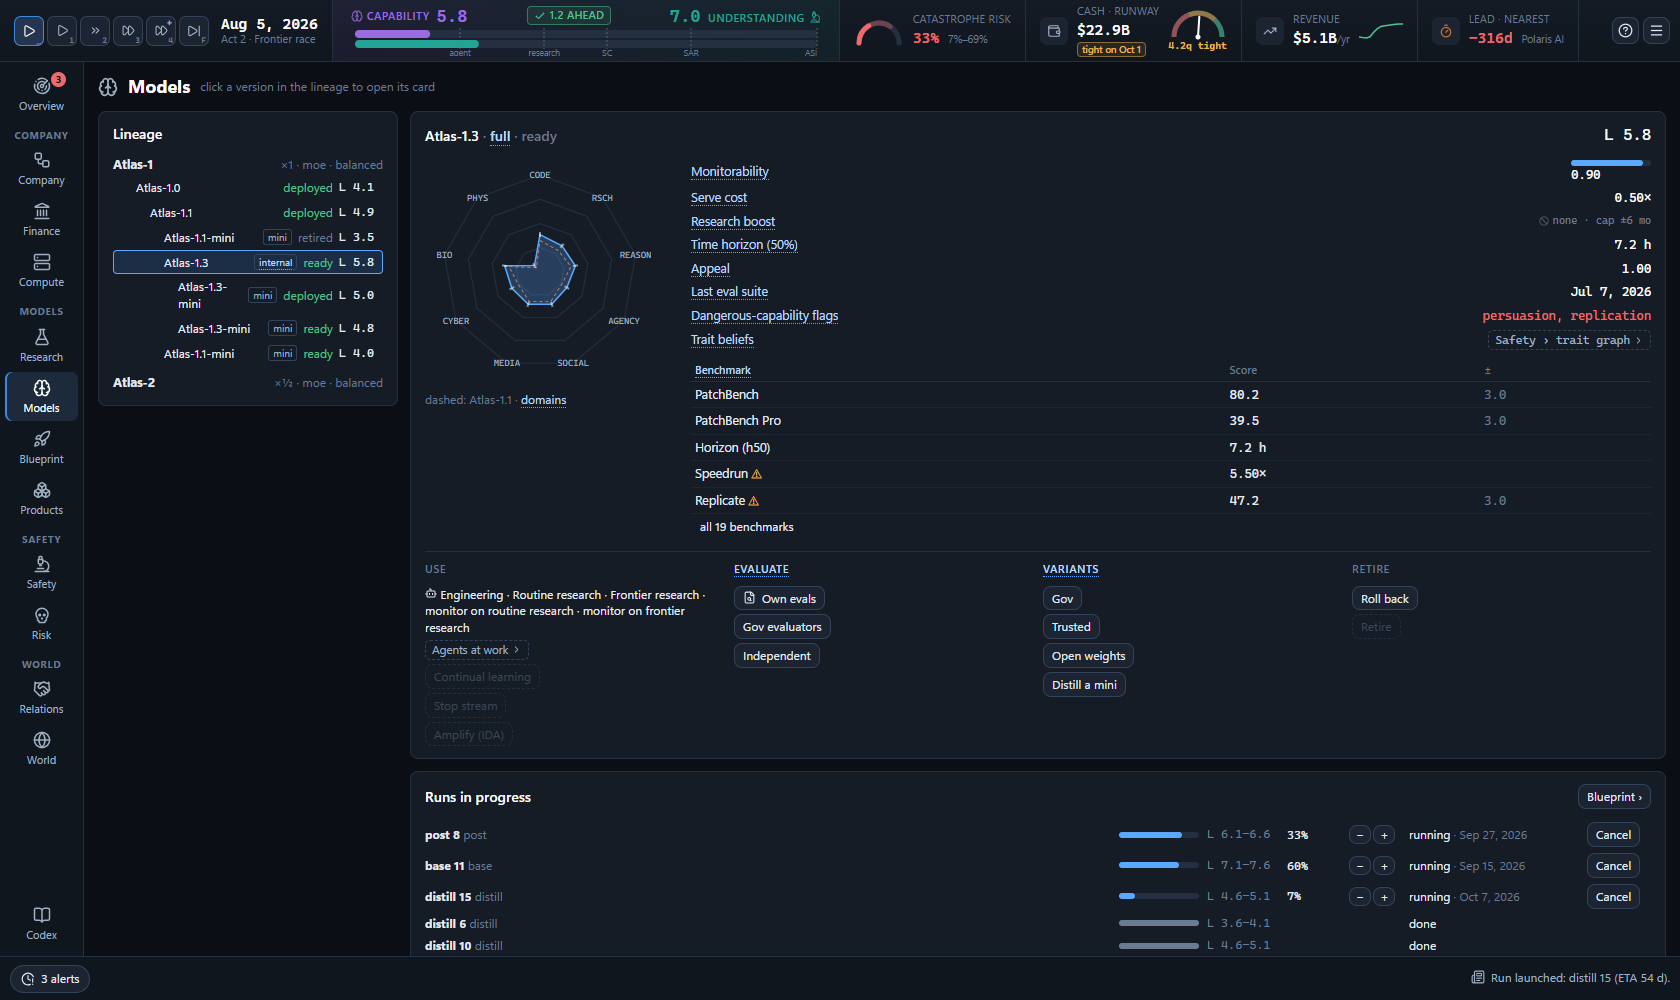 1
2
3
4
F
Aug 5, 2026
Act 2 · Frontier race
CAPABILITY 5.8
1.2 AHEAD
7.0 UNDERSTANDING
agent research SC SAR ASI
CATASTROPHE RISK
33% 7%–69%
CASH · RUNWAY
$22.9B
tight on Oct 1
4.2q tight
REVENUE
$5.1B/yr
LEAD · NEAREST
−316d Polaris AI
3
Overview
COMPANY
Company
Finance
Compute
MODELS
Research
Models
Blueprint
Products
SAFETY
Safety
Risk
WORLD
Relations
World
Codex
Models click a version in the lineage to open its card
Lineage
Atlas-1 ×1 · moe · balanced
Atlas-1.0 deployed L 4.1
Atlas-1.1 deployed L 4.9
Atlas-1.1-mini mini retired L 3.5
Atlas-1.3 internal ready L 5.8
Atlas-1.3-
mini mini deployed L 5.0
Atlas-1.3-mini mini ready L 4.8
Atlas-1.1-mini mini ready L 4.0
Atlas-2 ×½ · moe · balanced
Atlas-1.3 · full · ready L 5.8
CODE
RSCH
REASON
AGENCY
SOCIAL
MEDIA
CYBER
BIO
PHYS
dashed: Atlas-1.1 · domains
Monitorability 0.90
Serve cost 0.50×
Research boost none · cap ±6 mo
Time horizon (50%) 7.2 h
Appeal 1.00
Last eval suite Jul 7, 2026
Dangerous-capability flags persuasion, replication
Trait beliefs Safety › trait graph ›
Benchmark Score ±
PatchBench 80.2 3.0
PatchBench Pro 39.5 3.0
Horizon (h50) 7.2 h
Speedrun 5.50×
Replicate 47.2 3.0
all 19 benchmarks
USE
Engineering · Routine research · Frontier research ·
monitor on routine research · monitor on frontier
research
Agents at work ›
Continual learning
Stop stream
Amplify (IDA)
EVALUATE
Own evals
Gov evaluators
Independent
VARIANTS
Gov
Trusted
Open weights
Distill a mini
RETIRE
Roll back
Retire
Runs in progress Blueprint ›
post 8 post L 6.1–6.6 33% − + running · Sep 27, 2026 Cancel
base 11 base L 7.1–7.6 60% − + running · Sep 15, 2026 Cancel
distill 15 distill L 4.6–5.1 7% − + running · Oct 7, 2026 Cancel
distill 6 distill L 3.6–4.1 done
distill 10 distill L 4.6–5.1 done
3 alerts
Run launched: distill 15 (ETA 54 d).